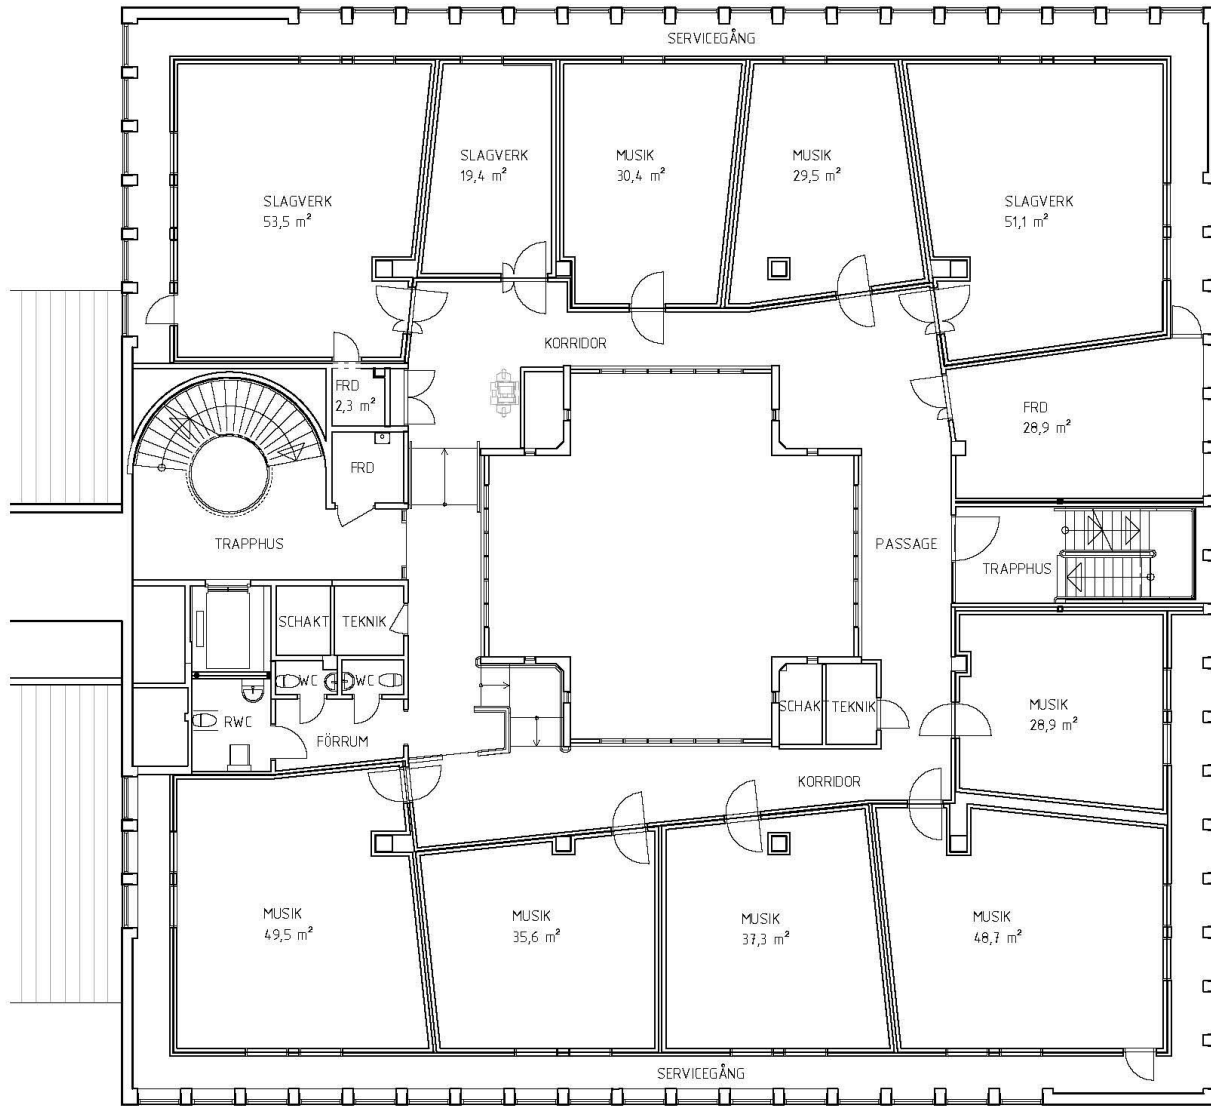 SERVICEGÅNG
SLAGVERK
53,5 m²
SLAGVERK
19,4 m²
MUSIK
30,4 m²
MUSIK
29,5 m²
SLAGVERK
51,1 m²
KORRIDOR
FRD
2,3 m²
FRD
28,9 m²
FRD
TRAPPHUS
PASSAGE
TRAPPHUS
SCHAKT
TEKNIK
WC
WC
RWC
FÖRRUM
SCHAKT
TEKNIK
MUSIK
28,9 m²
KORRIDOR
MUSIK
49,5 m²
MUSIK
35,6 m²
MUSIK
37,3 m²
MUSIK
48,7 m²
SERVICEGÅNG